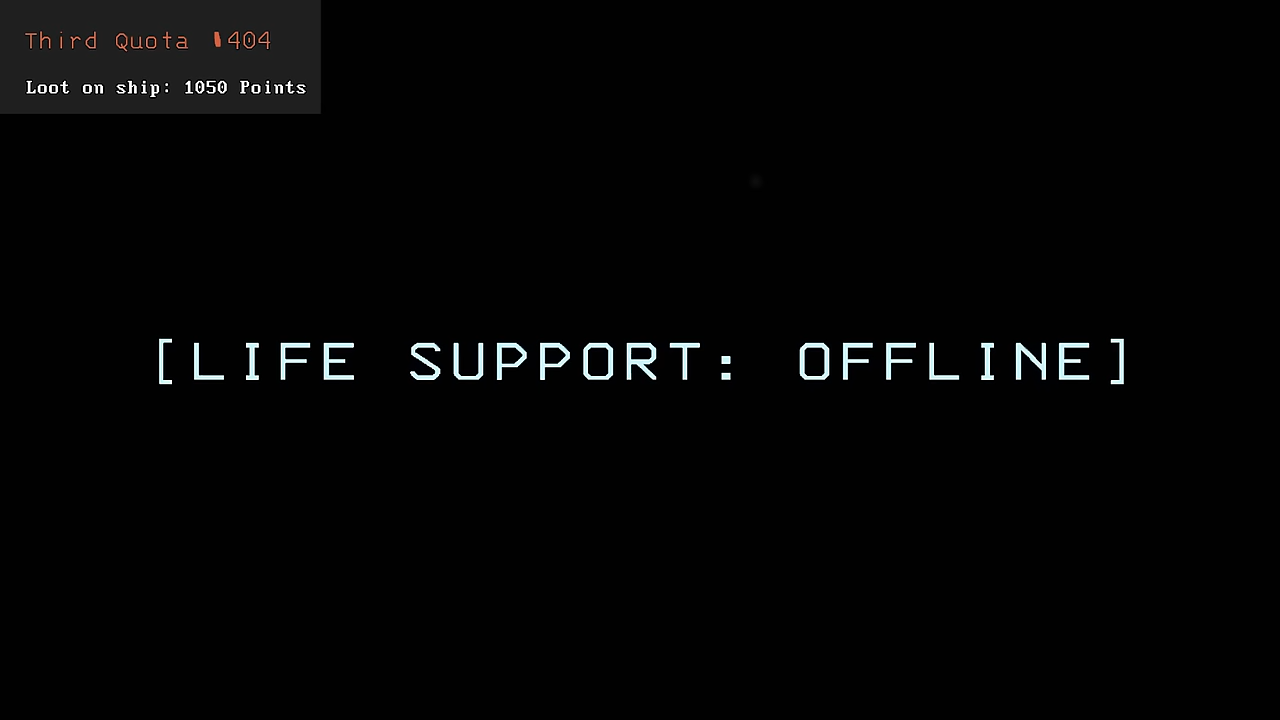 Third Quota ▮404
Loot on ship: 1050 Points
[LIFE SUPPORT: OFFLINE]